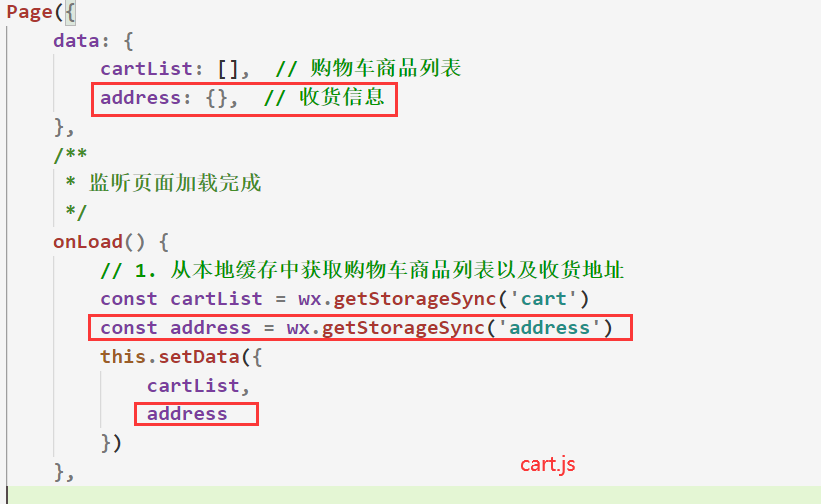 Page({
data: {
cartList: [], // 购物车商品列表
address: {}, // 收货信息
},
/**
* 监听页面加载完成
*/
onLoad() {
// 1. 从本地缓存中获取购物车商品列表以及收货地址
const cartList = wx.getStorageSync('cart')
const address = wx.getStorageSync('address')
this.setData({
cartList,
address
})
},
cart.js